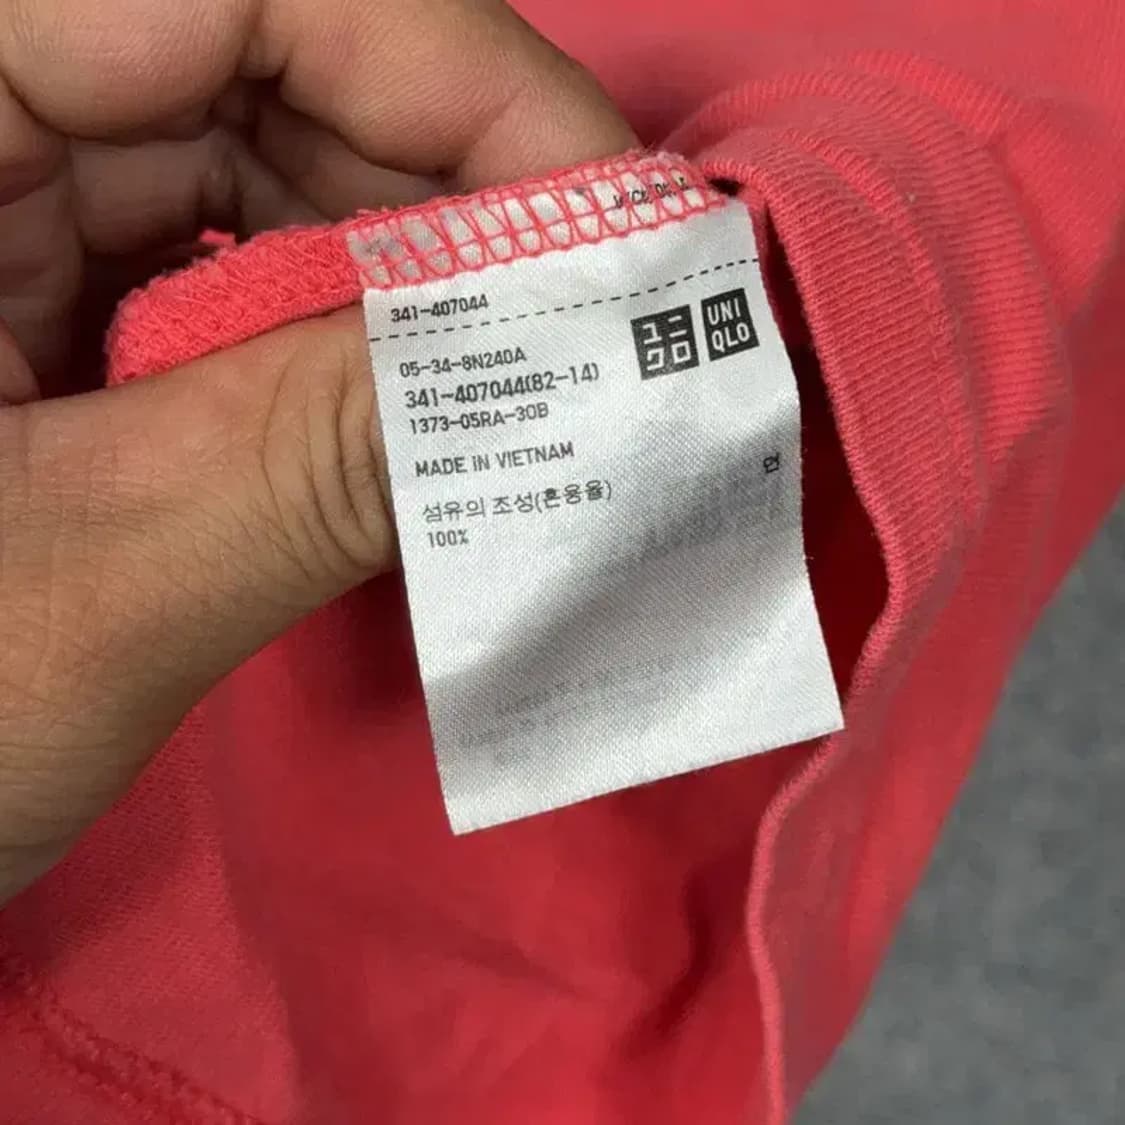 341-407044
05-34-8N240A
341-407044(82-14)
1373-05RA-30B
ユニ
クロ
UNI
QLO
MADE IN VIETNAM
섬유의 조성(혼용율)
면
100%